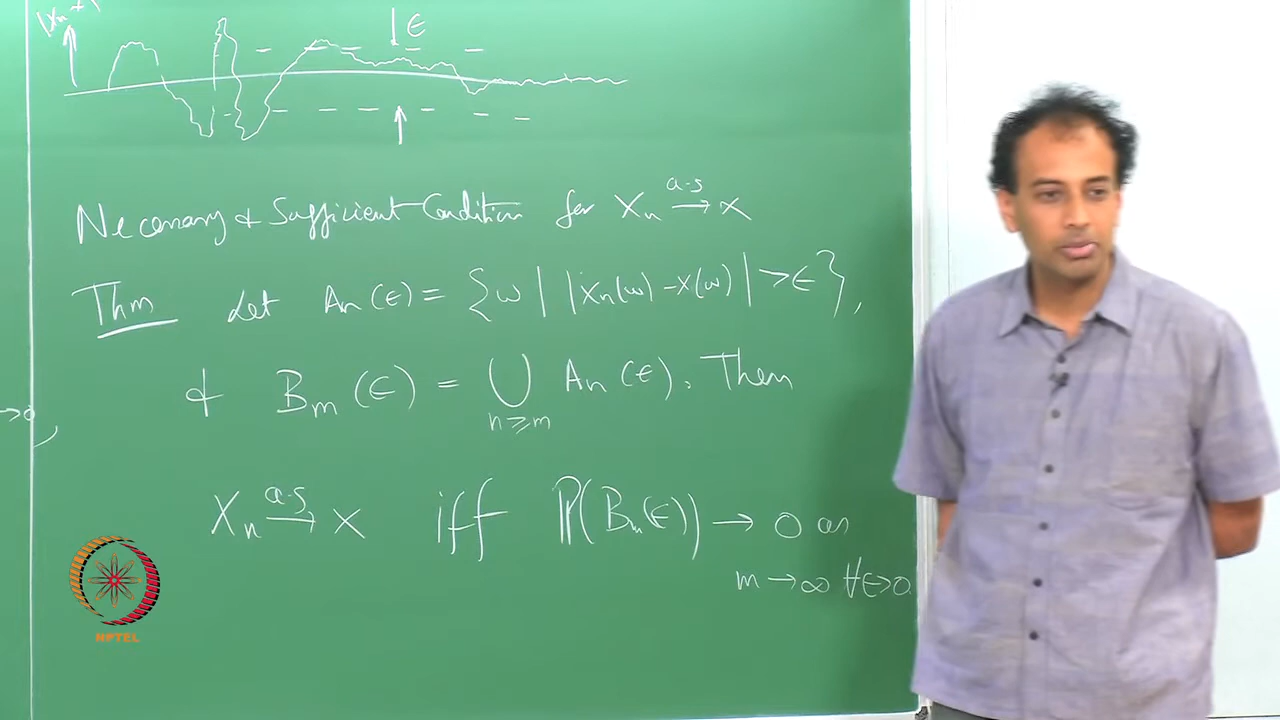 ϵ
Necessary & Sufficient Condition for Xₙ —a.s→ X
Thm Let Aₙ(ϵ) = {ω | |Xₙ(ω) - X(ω)| > ϵ},
& Bₘ(ϵ) = ⋃ₙ≥ₘ Aₙ(ϵ). Then
→0
Xₙ —a.s→ X iff ℙ(Bₘ(ϵ)) → 0 as
m → ∞ ∀ϵ>0.
NPTEL